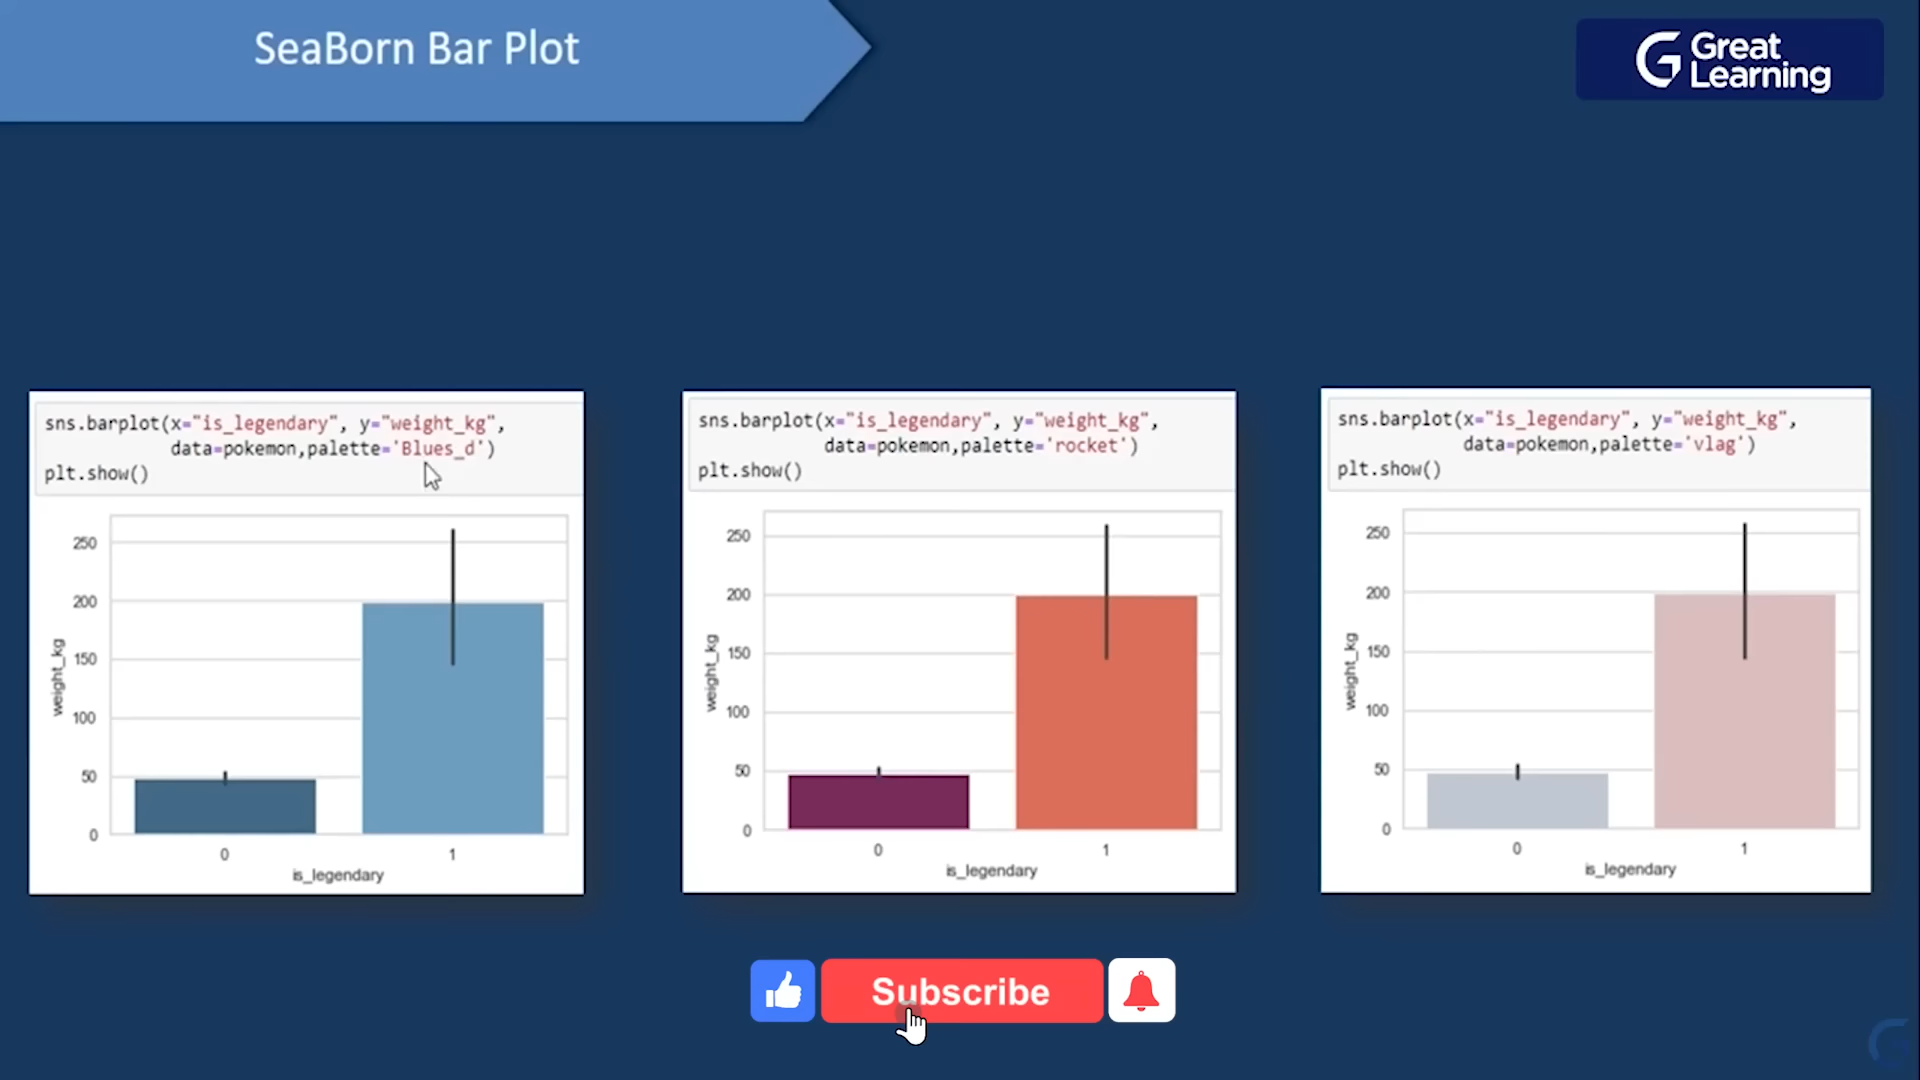 SeaBorn Bar Plot
Great
Learning
sns.barplot(x="is_legendary", y="weight_kg",
data=pokemon,palette='Blues_d')
plt.show()
250
200
150
100
50
0
weight_kg
0
1
is_legendary
sns.barplot(x="is_legendary", y="weight_kg",
data=pokemon,palette='rocket')
plt.show()
250
200
150
100
50
0
weight_kg
0
1
is_legendary
sns.barplot(x="is_legendary", y="weight_kg",
data=pokemon,palette='vlag')
plt.show()
250
200
150
100
50
0
weight_kg
0
1
is_legendary
Subscribe